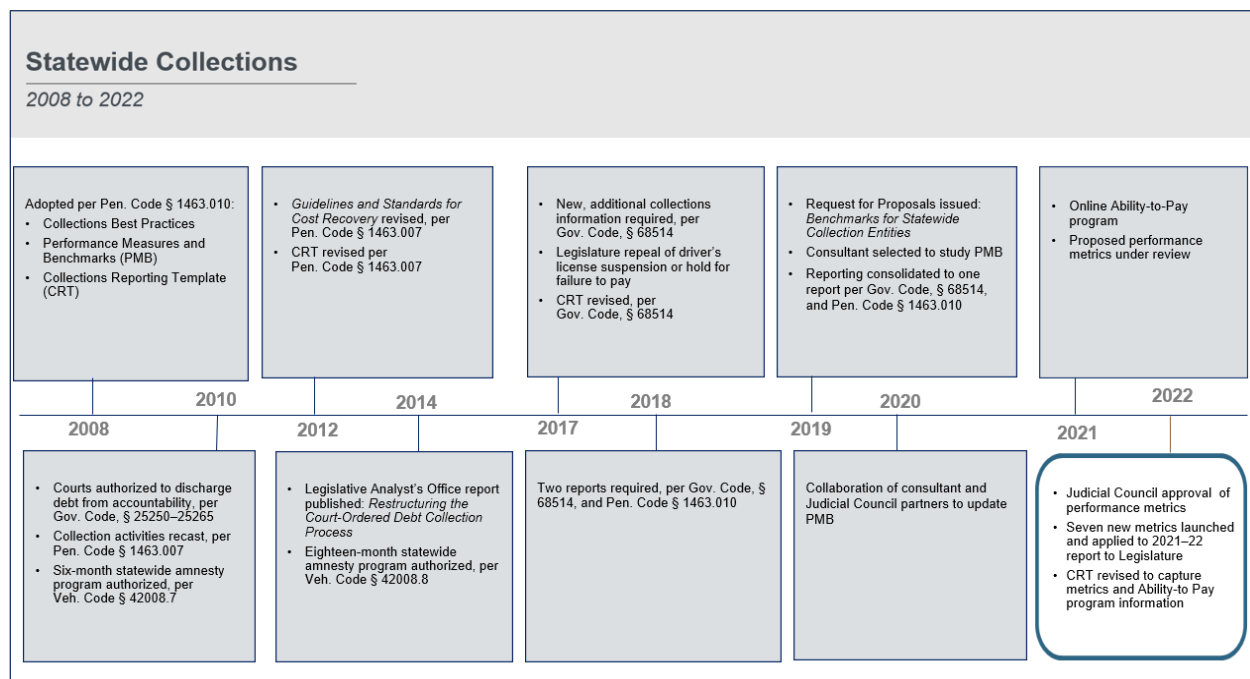 Statewide Collections
2008 to 2022
Adopted per Pen. Code § 1463.010:
• Collections Best Practices
• Performance Measures and
Benchmarks (PMB)
• Collections Reporting Template
(CRT)
• Guidelines and Standards for
Cost Recovery revised, per
Pen. Code § 1463.007
• CRT revised per
Pen. Code § 1463.007
• New, additional collections
information required, per
Gov. Code, § 68514
• Legislature repeal of driver's
license suspension or hold for
failure to pay
• CRT revised, per
Gov. Code, § 68514
• Request for Proposals issued:
Benchmarks for Statewide
Collection Entities
• Consultant selected to study PMB
• Reporting consolidated to one
report per Gov. Code, § 68514,
and Pen. Code § 1463.010
• Online Ability-to-Pay
program
• Proposed performance
metrics under review
2010
2014
2018
2020
2022
2008
2012
2017
2019
2021
• Courts authorized to discharge
debt from accountability, per
Gov. Code, § 25250–25265
• Collection activities recast, per
Pen. Code § 1463.007
• Six-month statewide amnesty
program authorized, per
Veh. Code § 42008.7
• Legislative Analyst's Office report
published: Restructuring the
Court-Ordered Debt Collection
Process
• Eighteen-month statewide
amnesty program authorized, per
Veh. Code § 42008.8
Two reports required, per Gov. Code, §
68514, and Pen. Code § 1463.010
Collaboration of consultant and
Judicial Council partners to update
PMB
• Judicial Council approval of
performance metrics
• Seven new metrics launched
and applied to 2021–22
report to Legislature
• CRT revised to capture
metrics and Ability-to Pay
program information